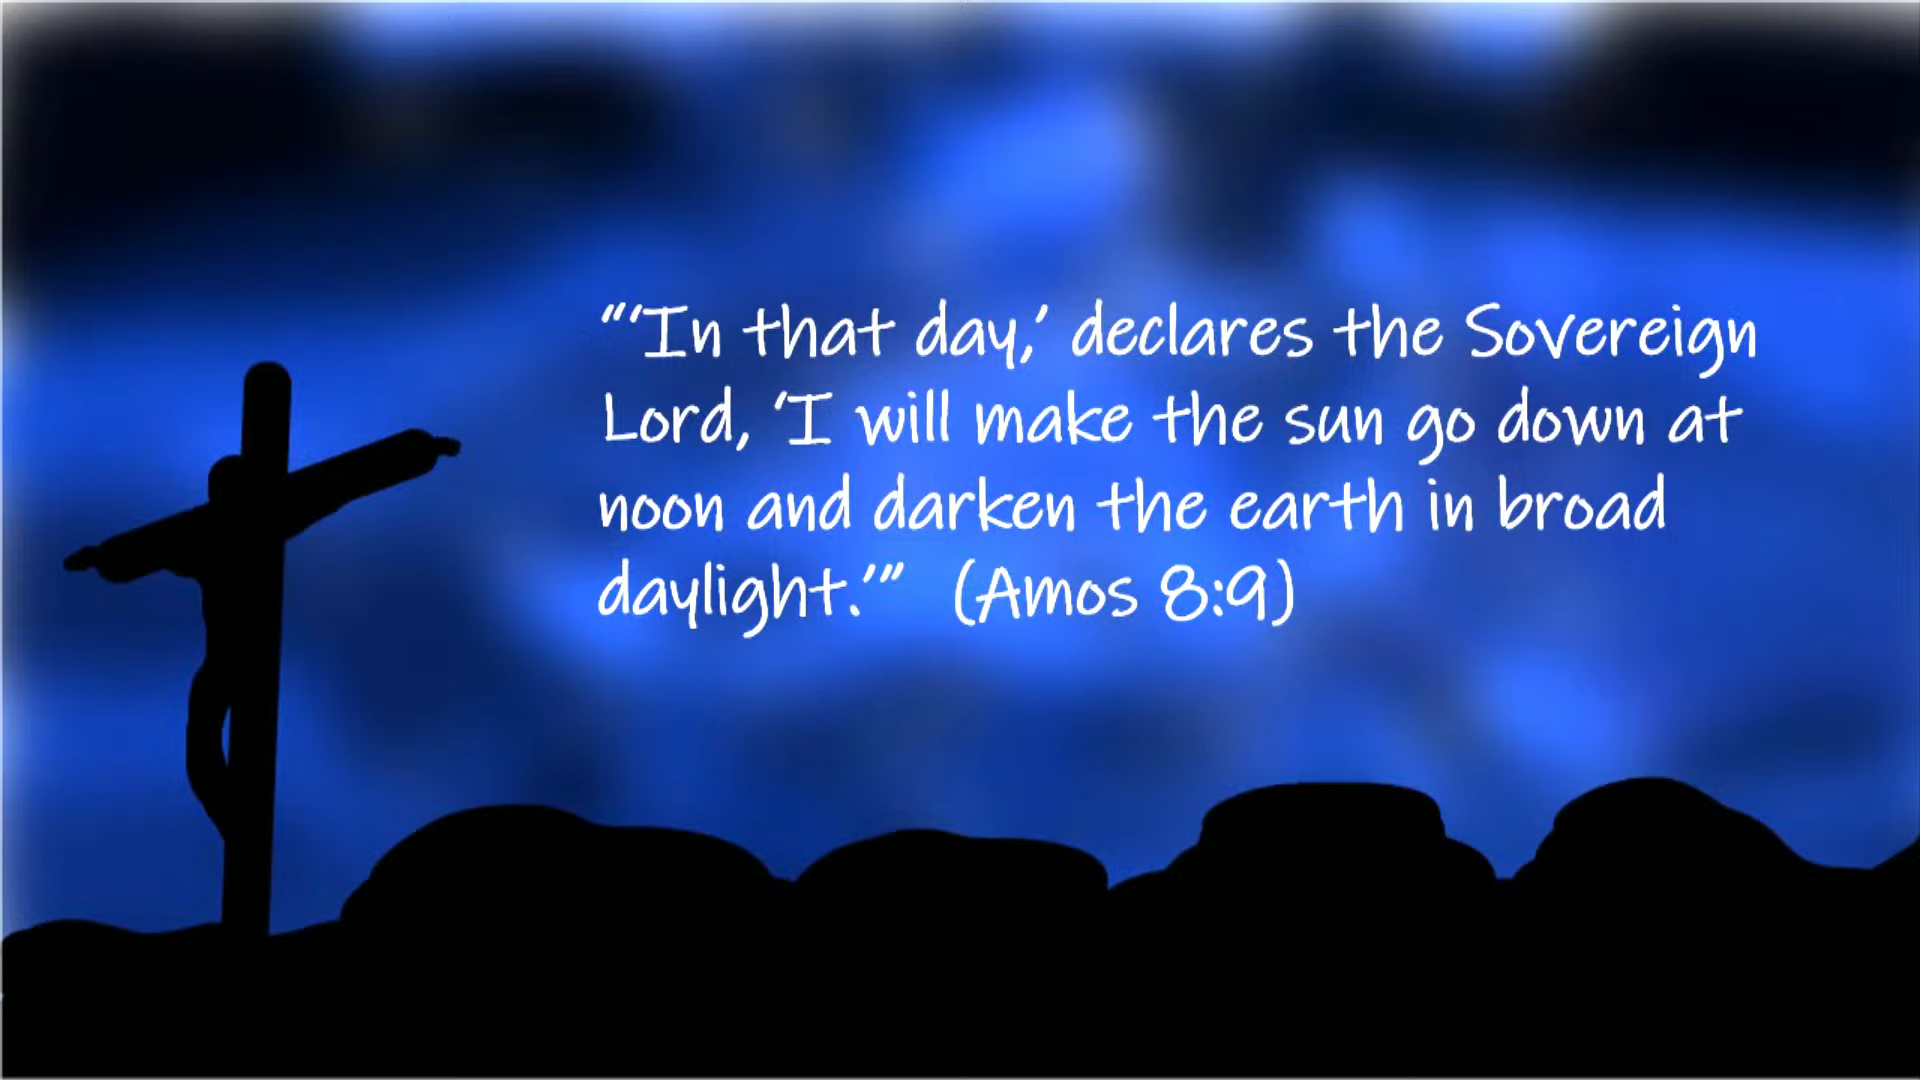 “‘In that day,’ declares the Sovereign
Lord, ‘I will make the sun go down at
noon and darken the earth in broad
daylight.’” (Amos 8:9)